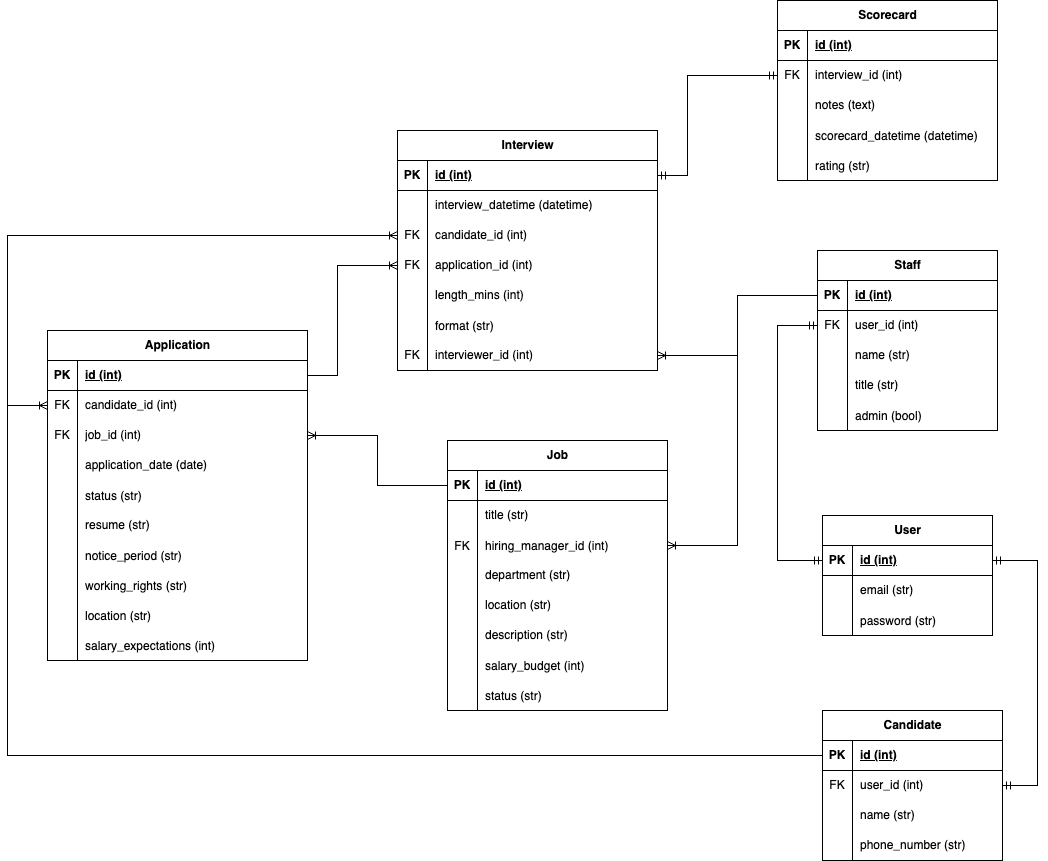 Scorecard
PK id (int)
FK interview_id (int)
notes (text)
scorecard_datetime (datetime)
rating (str)
Interview
PK id (int)
interview_datetime (datetime)
FK candidate_id (int)
FK application_id (int)
length_mins (int)
format (str)
FK interviewer_id (int)
Staff
PK id (int)
FK user_id (int)
name (str)
title (str)
admin (bool)
Application
PK id (int)
FK candidate_id (int)
FK job_id (int)
application_date (date)
status (str)
resume (str)
notice_period (str)
working_rights (str)
location (str)
salary_expectations (int)
Job
PK id (int)
title (str)
FK hiring_manager_id (int)
department (str)
location (str)
description (str)
salary_budget (int)
status (str)
User
PK id (int)
email (str)
password (str)
Candidate
PK id (int)
FK user_id (int)
name (str)
phone_number (str)